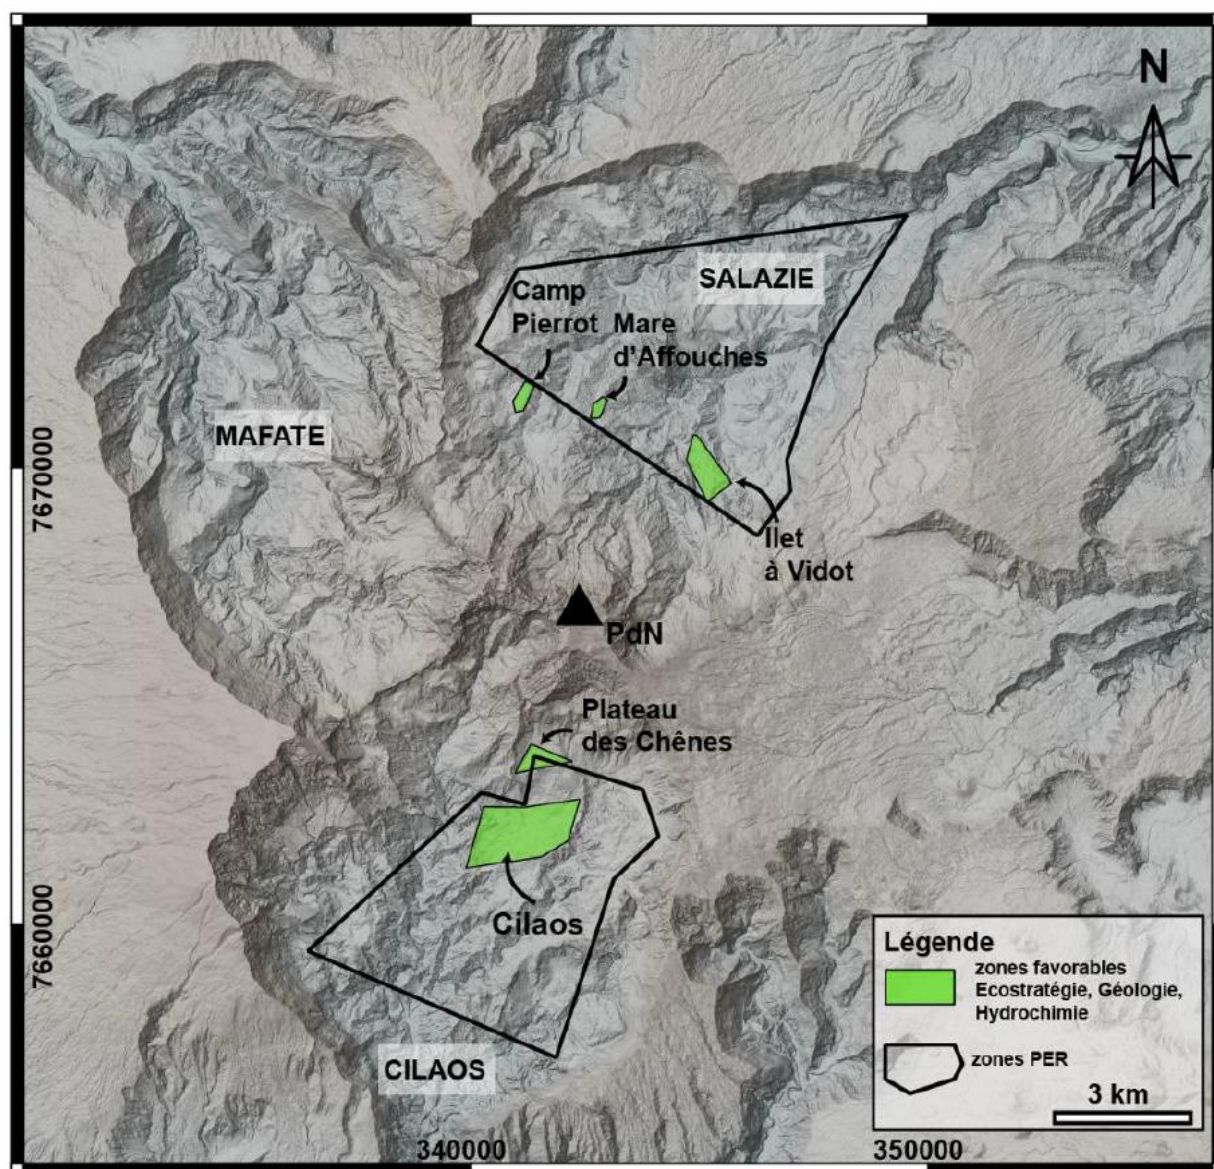 N
SALAZIE
Camp
Pierrot
Mare
d'Affouches
MAFATE
7670000
Ilet
à Vidot
PdN
Plateau
des Chênes
Cilaos
7660000
CILAOS
Légende
zones favorables
Ecostratégie, Géologie,
Hydrochimie
zones PER
3 km
340000
350000